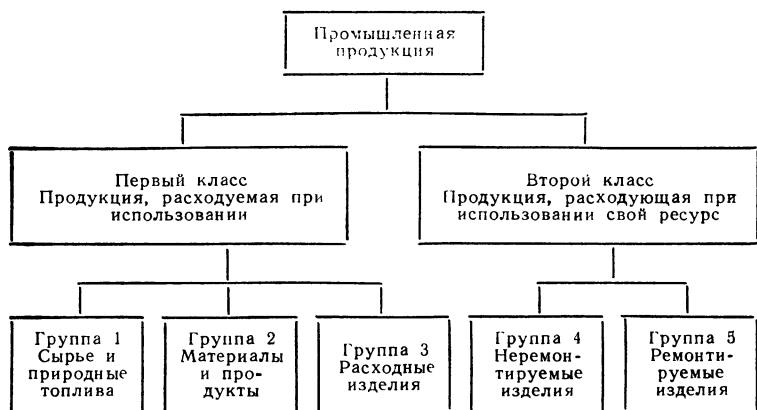 Промышленная
продукция
Первый класс
Продукция, расходуемая при
использовании
Второй класс
Продукция, расходующая при
использовании свой ресурс
Группа 1
Сырье и
природные
топлива
Группа 2
Материалы
и про-
дукты
Группа 3
Расходные
изделия
Группа 4
Неремон-
тируемые
изделия
Группа 5
Ремонти-
руемые
изделия